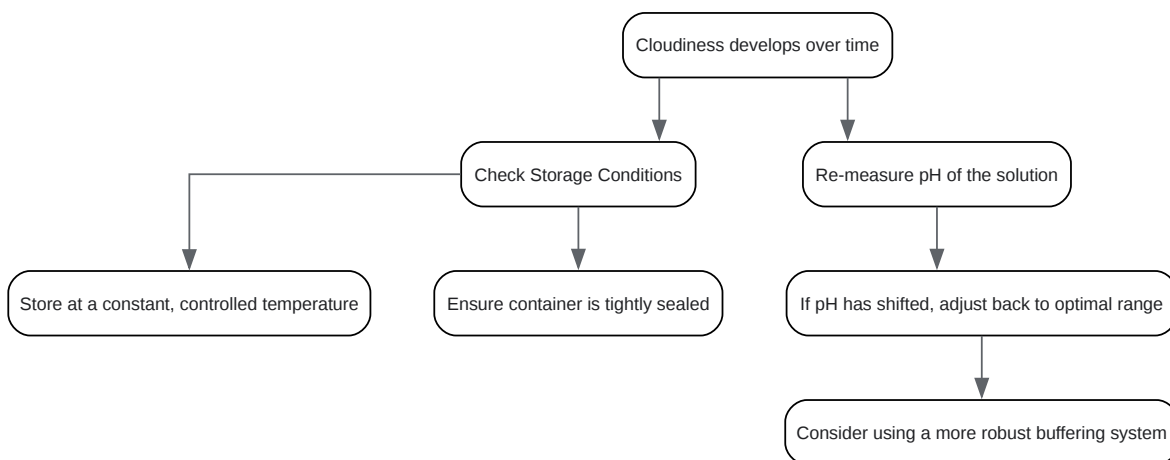 Cloudiness develops over time
Check Storage Conditions
Re-measure pH of the solution
Store at a constant, controlled temperature
Ensure container is tightly sealed
If pH has shifted, adjust back to optimal range
Consider using a more robust buffering system